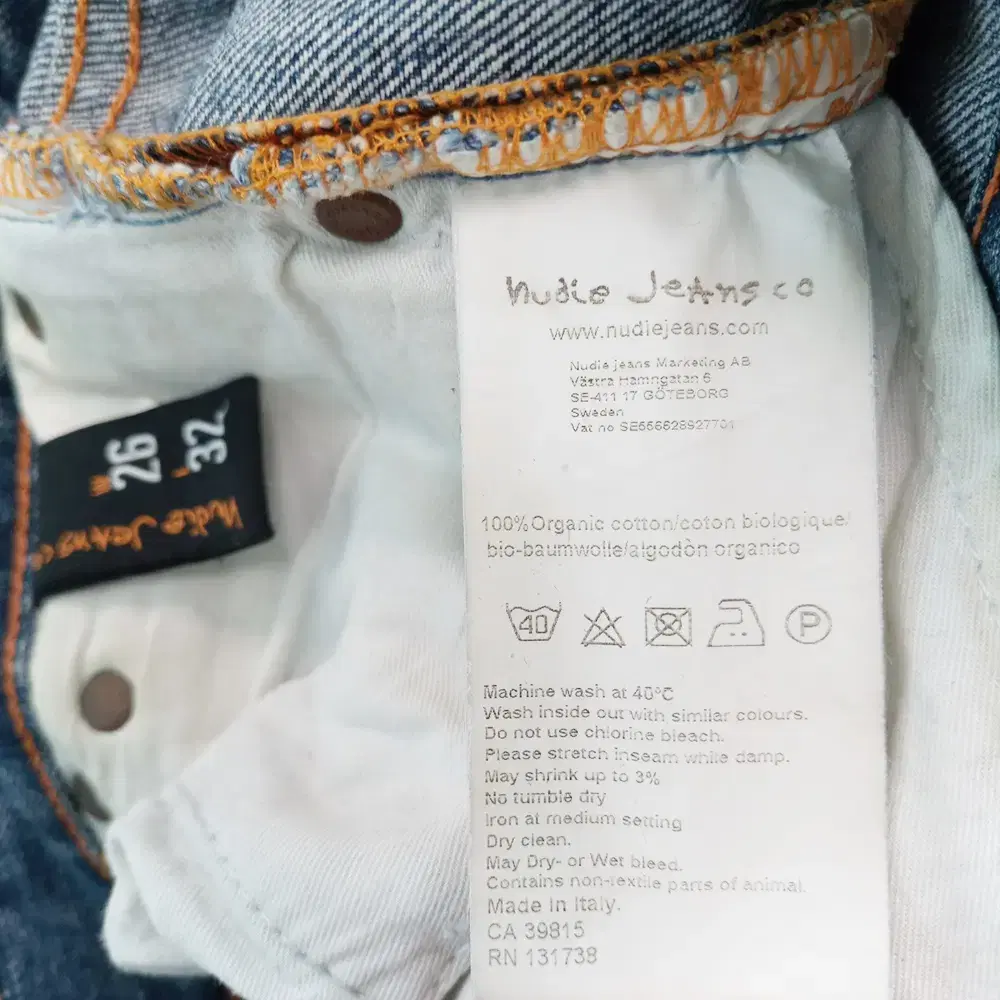 nudie Jeans co
www.nudiejeans.com
Nudie jeans Marketing AB
Västra Hamngatan 6
SE-411 17 GÖTEBORG
Sweden
Vat no
100%Organic cotton/coton biologique/
bio-baumwolle/algodòn organico
40
P
Machine wash at 40°C
Wash inside out with similar colours.
Do not use chlorine bleach.
Please stretch inseam while damp.
May shrink up to 3%
No tumble dry
Iron at medium setting
Dry clean.
May Dry- or Wet bleed.
Contains non-textile parts of animal.
Made In Italy.
CA 39815
RN 131738
W 26
L 32
nudie Jeans co